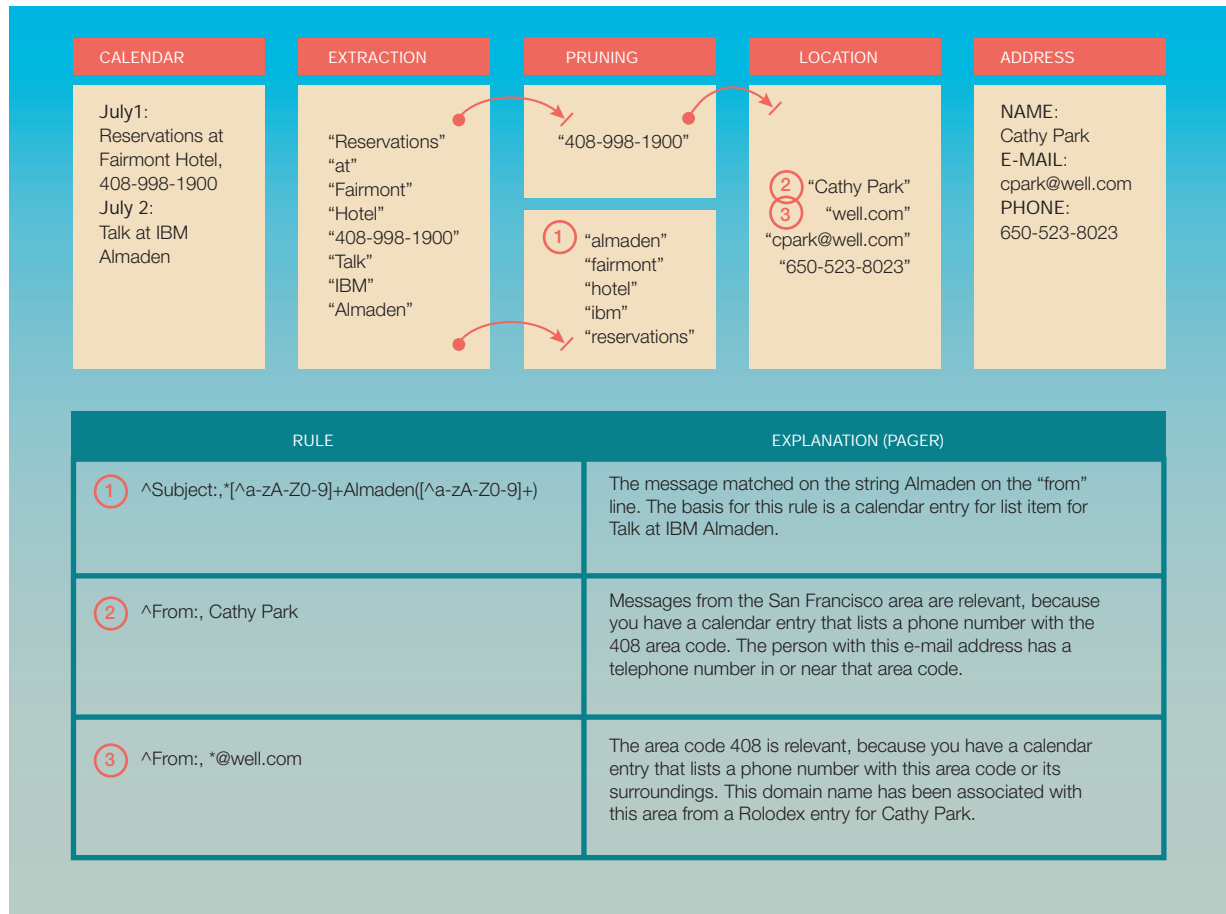 CALENDAR
July1:
Reservations at
Fairmont Hotel,
408-998-1900
July 2:
Talk at IBM
Almaden
EXTRACTION
“Reservations”
“at”
“Fairmont”
“Hotel”
“408-998-1900”
“Talk”
“IBM”
“Almaden”
PRUNING
“408-998-1900”
1 “almaden”
“fairmont”
“hotel”
“ibm”
“reservations”
LOCATION
2 “Cathy Park”
3 “well.com”
“cpark@well.com”
“650-523-8023”
ADDRESS
NAME:
Cathy Park
E-MAIL:
cpark@well.com
PHONE:
650-523-8023
RULE
EXPLANATION (PAGER)
1 ^Subject:,*[^a-zA-Z0-9]+Almaden([^a-zA-Z0-9]+)
The message matched on the string Almaden on the “from”
line. The basis for this rule is a calendar entry for list item for
Talk at IBM Almaden.
2 ^From:, Cathy Park
Messages from the San Francisco area are relevant, because
you have a calendar entry that lists a phone number with the
408 area code. The person with this e-mail address has a
telephone number in or near that area code.
3 ^From:, *@well.com
The area code 408 is relevant, because you have a calendar
entry that lists a phone number with this area code or its
surroundings. This domain name has been associated with
this area from a Rolodex entry for Cathy Park.